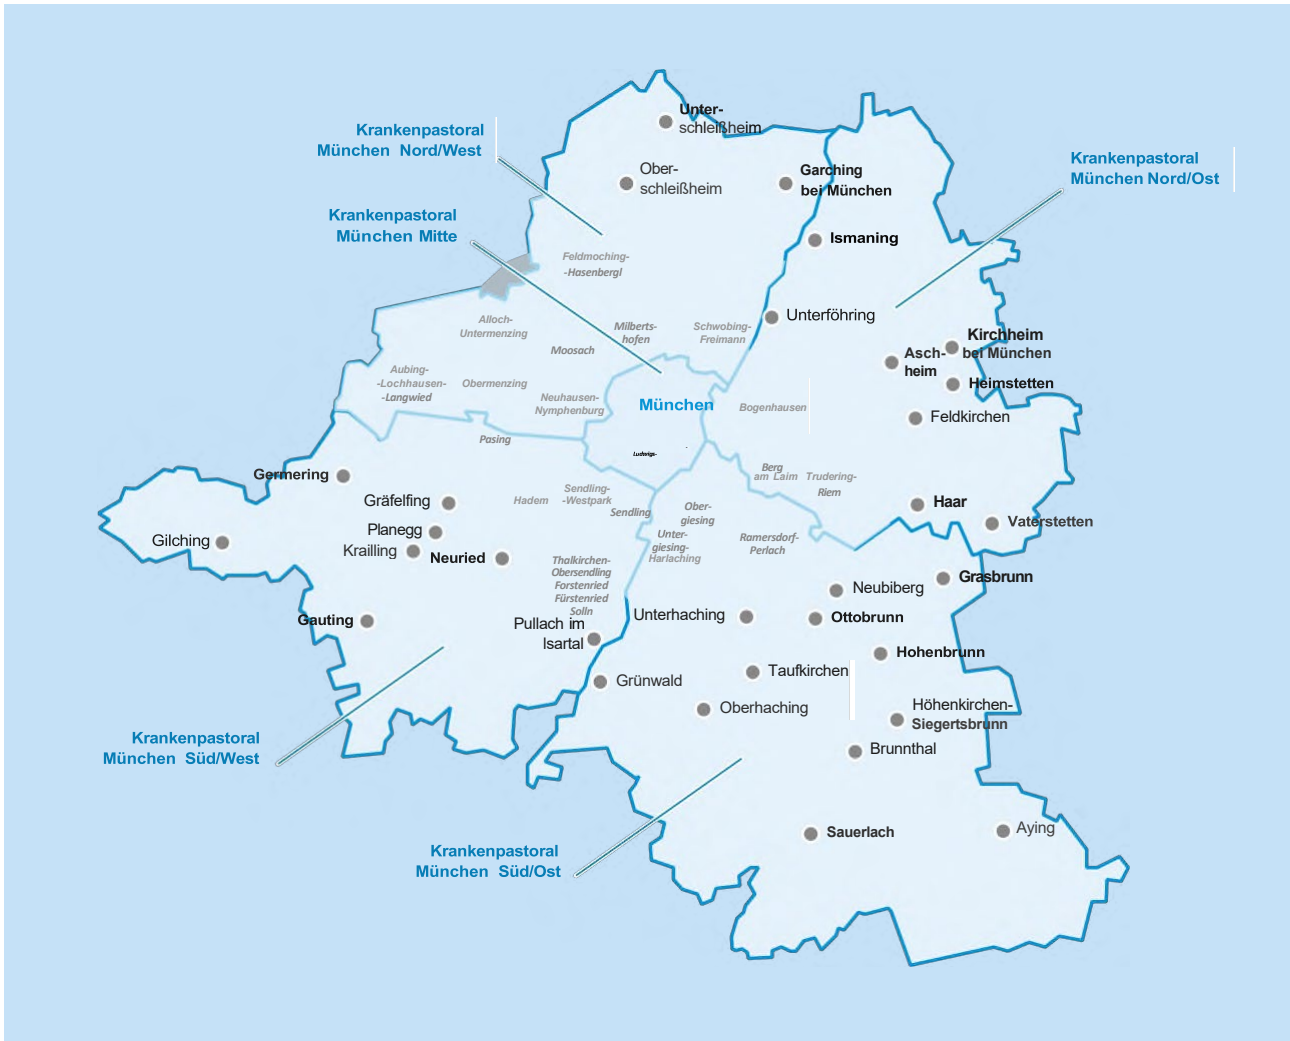 Unter-
schleißheim
Krankenpastoral
München Nord/West
Krankenpastoral
München Nord/Ost
Ober-
schleißheim
Garching
bei München
Krankenpastoral
München Mitte
Ismaning
Feldmoching-
-Hasenbergl
Unterföhring
Alloch-
Untermenzing
Milberts-
hofen
Schwobing-
Freimann
Moosach
Kirchheim
bei München
Asch-
heim
Aubing-
-Lochhausen-
-Langwied
Obermenzing
Heimstetten
Neuhausen-
Nymphenburg
München
Bogenhausen
Feldkirchen
Pasing
Ludwigs-
Germering
Berg
am Laim
Trudering-
Riem
Gräfelfing
Hadem
Sendling-
-Westpark
Sendling
Ober-
giesing
Haar
Vaterstetten
Planegg
Gilching
Krailling
Neuried
Unter-
giesing-
Harlaching
Ramersdorf-
Perlach
Thalkirchen-
Obersendling
Forstenried
Fürstenried
Solln
Grasbrunn
Neubiberg
Gauting
Pullach im
Isartal
Unterhaching
Ottobrunn
Hohenbrunn
Grünwald
Taufkirchen
Oberhaching
Höhenkirchen-
Siegertsbrunn
Krankenpastoral
München Süd/West
Brunnthal
Sauerlach
Aying
Krankenpastoral
München Süd/Ost